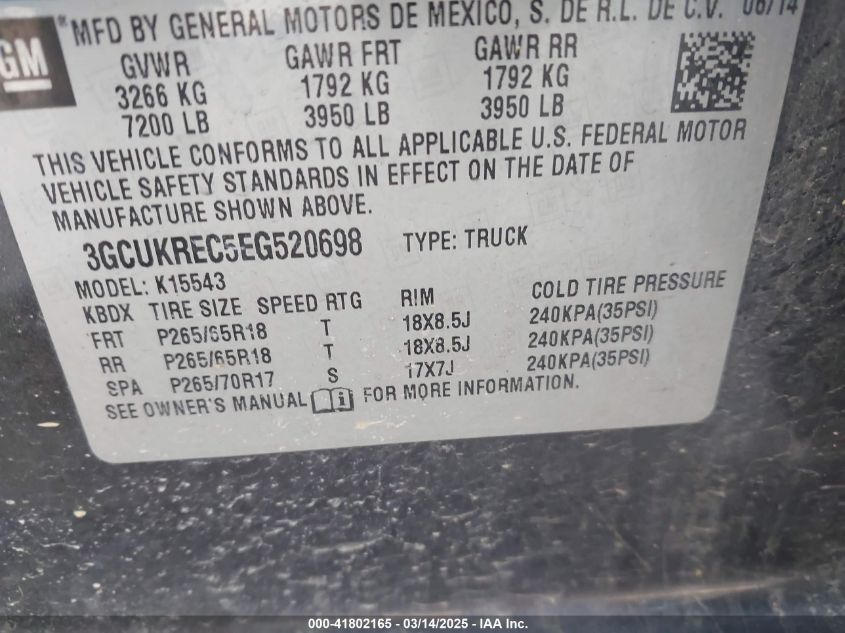 GM
®MFD BY GENERAL MOTORS DE MEXICO, S. DE R.L. DE C.V. 06/14
GVWR GAWR FRT GAWR RR
3266 KG 1792 KG 1792 KG
7200 LB 3950 LB 3950 LB
THIS VEHICLE CONFORMS TO ALL APPLICABLE U.S. FEDERAL MOTOR
VEHICLE SAFETY STANDARDS IN EFFECT ON THE DATE OF
MANUFACTURE SHOWN ABOVE.
3GCUKREC5EG520698 TYPE: TRUCK
MODEL: K15543
KBDX TIRE SIZE SPEED RTG RIM COLD TIRE PRESSURE
FRT P265/65R18 T 18X8.5J 240KPA(35PSI)
RR P265/65R18 T 18X8.5J 240KPA(35PSI)
SPA P265/70R17 S 17X7J 240KPA(35PSI)
SEE OWNER'S MANUAL i FOR MORE INFORMATION.
000-41802165 - 03/14/2025 - IAA Inc.